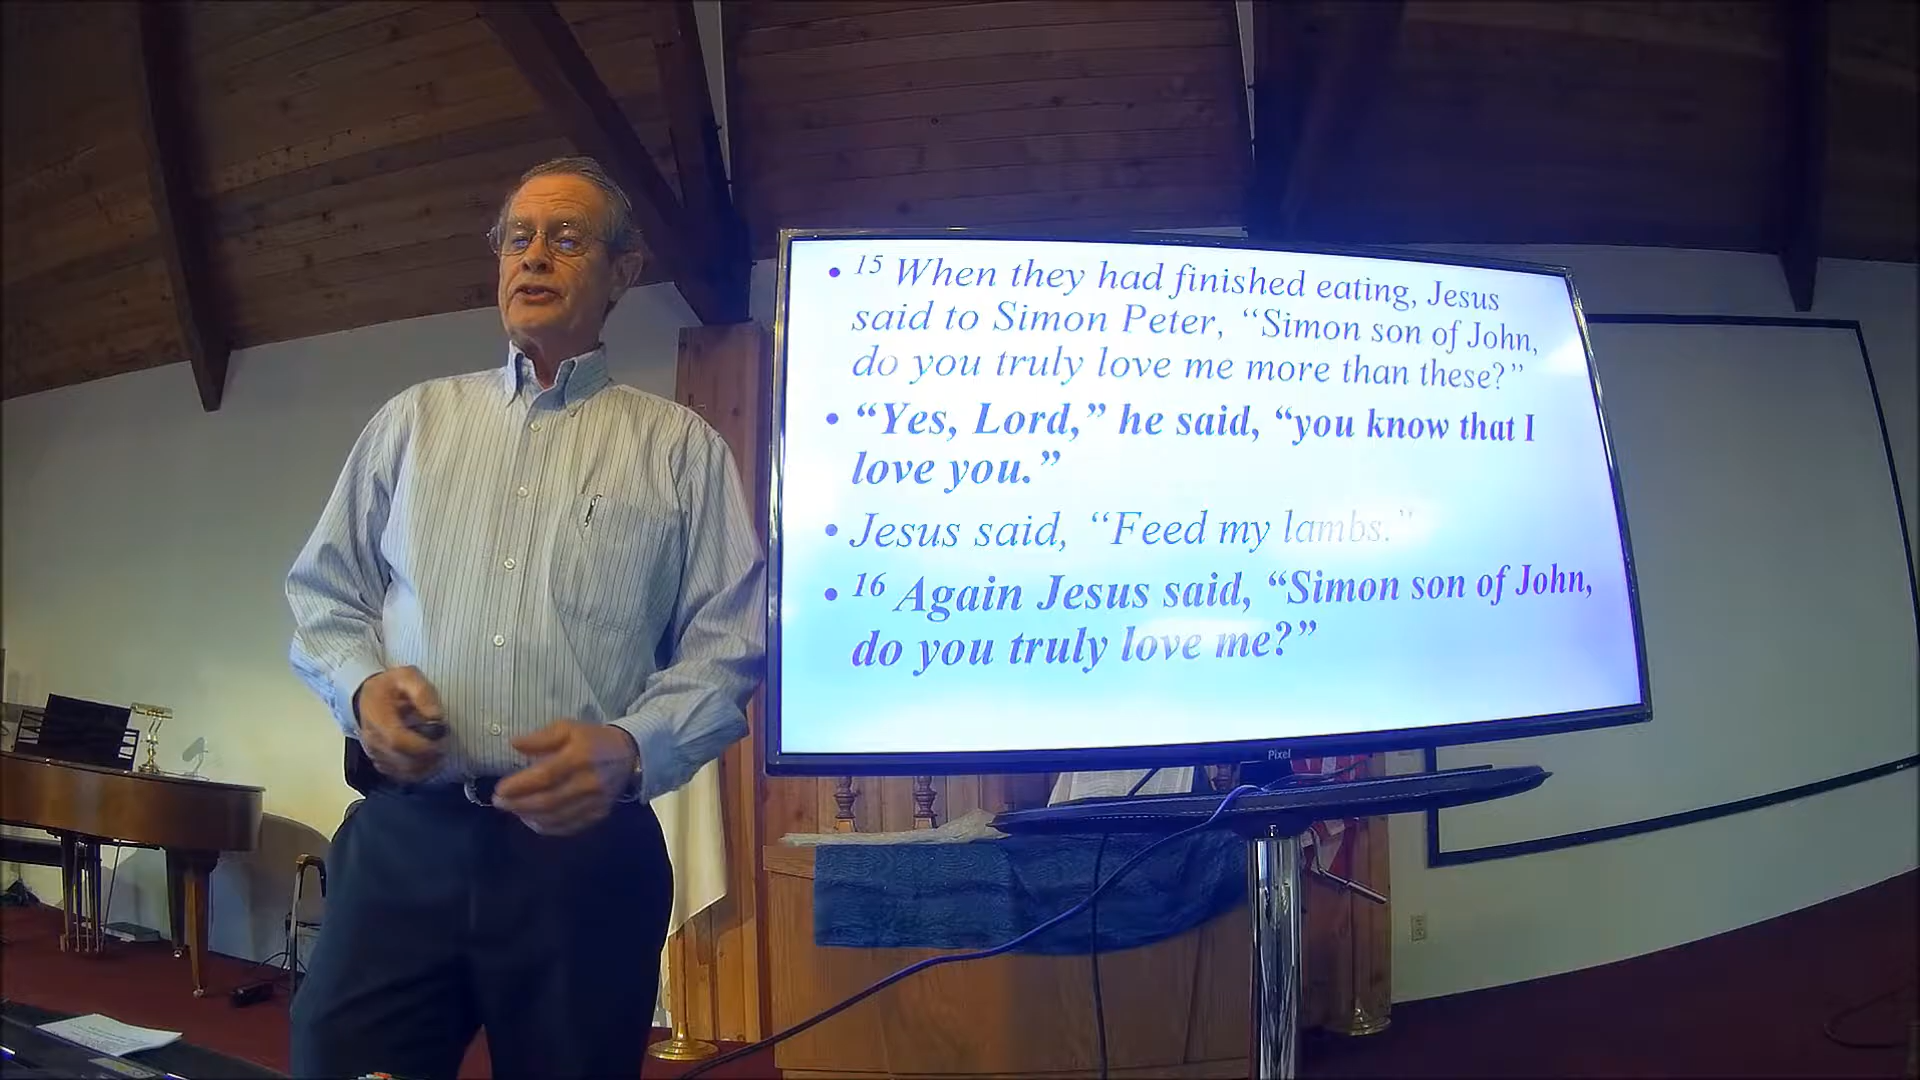 • 15 When they had finished eating, Jesus
said to Simon Peter, “Simon son of John,
do you truly love me more than these?”
• “Yes, Lord,” he said, “you know that I
love you.”
• Jesus said, “Feed my lambs.”
• 16 Again Jesus said, “Simon son of John,
do you truly love me?”
Pixel